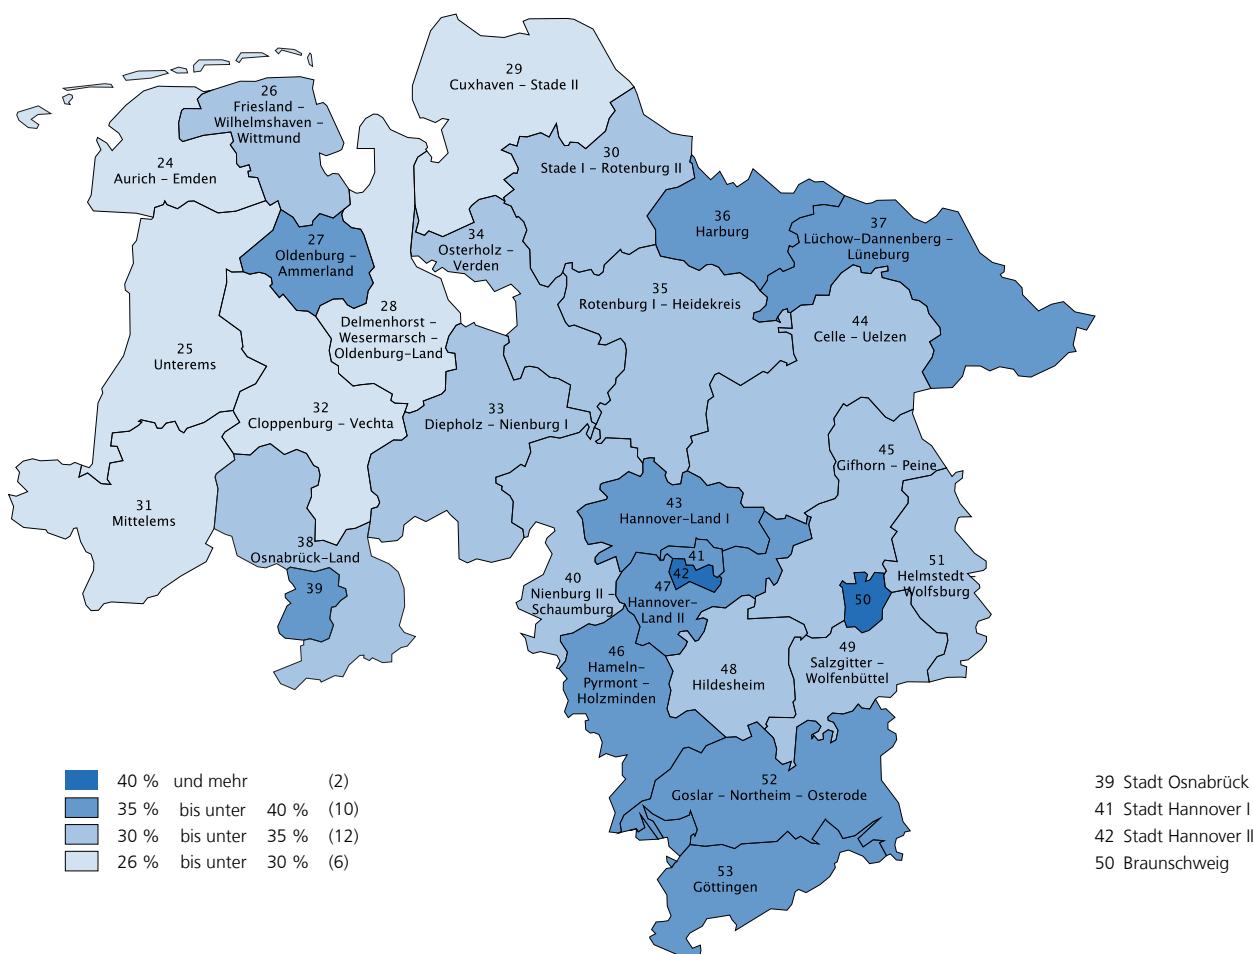 29
Cuxhaven – Stade II
26
Friesland –
Wilhelmshaven –
Wittmund
30
Stade I – Rotenburg II
24
Aurich – Emden
36
Harburg
37
Lüchow-Dannenberg –
Lüneburg
34
Osterholz –
Verden
27
Oldenburg –
Ammerland
35
Rotenburg I – Heidekreis
28
Delmenhorst –
Wesermarsch –
Oldenburg-Land
44
Celle – Uelzen
25
Unterems
32
Cloppenburg – Vechta
33
Diepholz – Nienburg I
45
Gifhorn – Peine
31
Mittelems
43
Hannover-Land I
38
Osnabrück-Land
41
42
39
40
Nienburg II –
Schaumburg
47
Hannover-
Land II
51
Helmstedt –
Wolfsburg
50
46
Hameln-
Pyrmont –
Holzminden
48
Hildesheim
49
Salzgitter –
Wolfenbüttel
52
Goslar – Northeim – Osterode
53
Göttingen
40 % und mehr (2)
35 % bis unter 40 % (10)
30 % bis unter 35 % (12)
26 % bis unter 30 % (6)
39 Stadt Osnabrück
41 Stadt Hannover I
42 Stadt Hannover II
50 Braunschweig